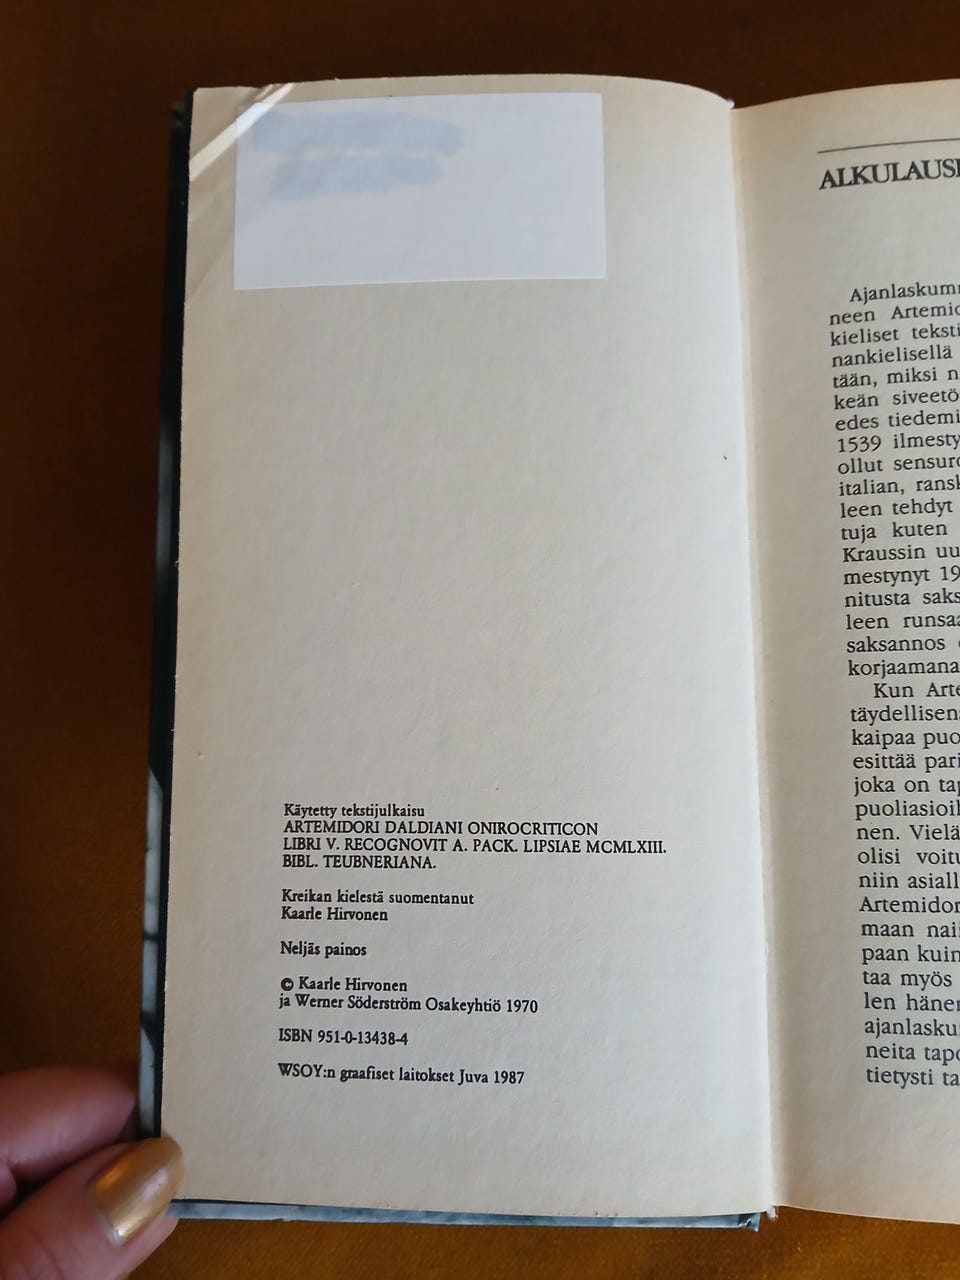 Käytetty tekstijulkaisu
ARTEMIDORI DALDIANI ONIROCRITICON
LIBRI V. RECOGNOVIT A. PACK. LIPSIAE MCMLXIII.
BIBL. TEUBNERIANA.
Kreikan kielestä suomentanut
Kaarle Hirvonen
Neljäs painos
© Kaarle Hirvonen
ja Werner Söderström Osakeyhtiö 1970
ISBN 951-0-13438-4
WSOY:n graafiset laitokset Juva 1987
ALKULAUS
Ajanlaskum
neen Artemid
kieliset teksti
nankielisellä
tään, miksi n
keän siveetö
edes tiedemi
1539 ilmesty
ollut sensuro
italian, ransk
leen tehdyt
tuja kuten
Kraussin uu
mestynyt 19
nitusta saks
leen runsaa
saksannos
korjaamana
Kun Arte
täydellisen
kaipaa puo
esittää pari
joka on tap
puoliasioih
nen. Vielä
olisi voitu
niin asiall
Artemidor
maan nai
paan kuin
taa myös
len häner
ajanlasku
neita tapo
tietysti ta